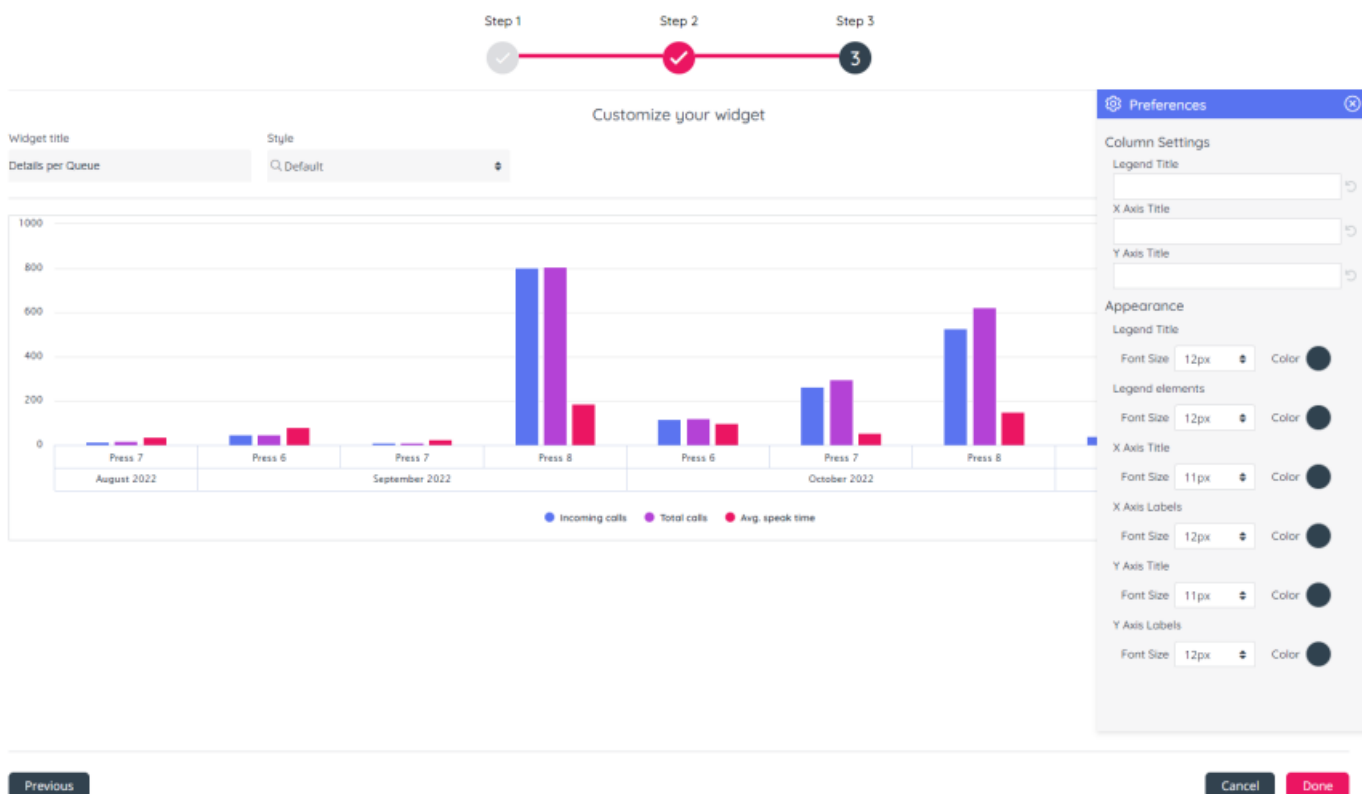 Step 1 Step 2 Step 3
3
Customize your widget
Widget title Style
Details per Queue Default
1000
800
600
400
200
0
Press 7 Press 6 Press 7 Press 8 Press 6 Press 7 Press 8
August 2022 September 2022 October 2022
Incoming calls Total calls Avg. speak time
Preferences
Column Settings
Legend Title
X Axis Title
Y Axis Title
Appearance
Legend Title
Font Size 12px Color
Legend elements
Font Size 12px Color
X Axis Title
Font Size 11px Color
X Axis Labels
Font Size 12px Color
Y Axis Title
Font Size 11px Color
Y Axis Labels
Font Size 12px Color
Previous Cancel Done